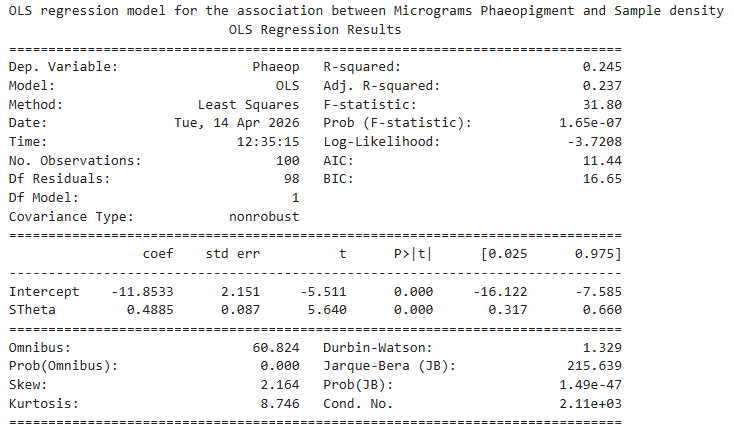 OLS regression model for the association between Micrograms Phaeopigment and Sample density
OLS Regression Results
==============================================================================
Dep. Variable:                 Phaeop   R-squared:                       0.245
Model:                            OLS   Adj. R-squared:                  0.237
Method:                 Least Squares   F-statistic:                     31.80
Date:                Tue, 14 Apr 2026   Prob (F-statistic):           1.65e-07
Time:                        12:35:15   Log-Likelihood:                -3.7208
No. Observations:                 100   AIC:                             11.44
Df Residuals:                      98   BIC:                             16.65
Df Model:                           1
Covariance Type:            nonrobust
==============================================================================
                 coef    std err          t      P>|t|      [0.025      0.975]
------------------------------------------------------------------------------
Intercept    -11.8533      2.151     -5.511      0.000     -16.122      -7.585
STheta         0.4885      0.087      5.640      0.000       0.317       0.660
==============================================================================
Omnibus:                       60.824   Durbin-Watson:                   1.329
Prob(Omnibus):                  0.000   Jarque-Bera (JB):              215.639
Skew:                           2.164   Prob(JB):                     1.49e-47
Kurtosis:                       8.746   Cond. No.                     2.11e+03
==============================================================================